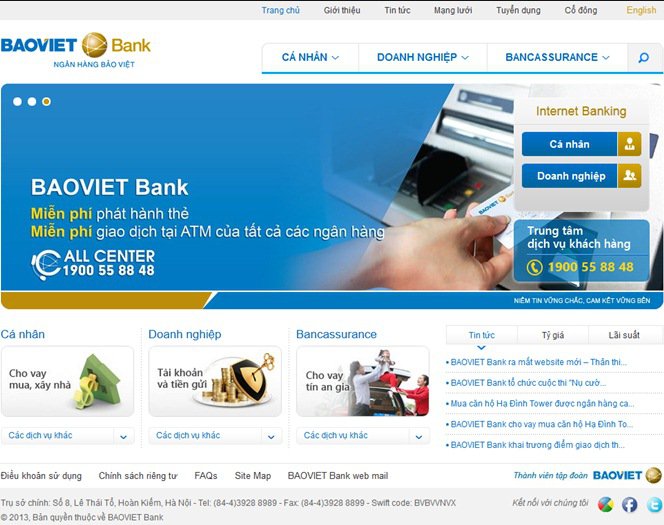 Trang chủ Giới thiệu Tin tức Mạng lưới Tuyển dụng Cổ đông English
BAOVIET Bank
NGÂN HÀNG BẢO VIỆT
CÁ NHÂN DOANH NGHIỆP BANCASSURANCE
Internet Banking
Cá nhân
Doanh nghiệp
BAOVIET Bank
Miễn phí phát hành thẻ
Miễn phí giao dịch tại ATM của tất cả các ngân hàng
CALL CENTER
1900 55 88 48
BAOVIET Bank
Trung tâm
dịch vụ khách hàng
1900 55 88 48
NIỀM TIN VỮNG CHẮC, CAM KẾT VỮNG BỀN
Cá nhân
Cho vay
mua, xây nhà
Các dịch vụ khác
Doanh nghiệp
Tài khoản
và tiền gửi
Các dịch vụ khác
Bancassurance
Cho vay
tín an gia
Các dịch vụ khác
Tin tức Tỷ giá Lãi suất
BAOVIET Bank ra mắt website mới – Thân thi...
BAOVIET Bank tổ chức cuộc thi “Nụ cườ...
Mua căn hộ Hạ Đình Tower được ngân hàng ca...
BAOVIET Bank cho vay mua căn hộ Hạ Đình To...
BAOVIET Bank khai trương điểm giao dịch th...
Điều khoản sử dụng Chính sách riêng tư FAQs Site Map BAOVIET Bank web mail
Thành viên tập đoàn BAOVIET
Trụ sở chính: Số 8, Lê Thái Tổ, Hoàn Kiếm, Hà Nội - Tel: (84-4)3928 8989 - Fax: (84-4)3928 8899 - Swift code: BVBVVNVX
© 2013, Bản quyền thuộc về BAOVIET Bank
Kết nối với chúng tôi